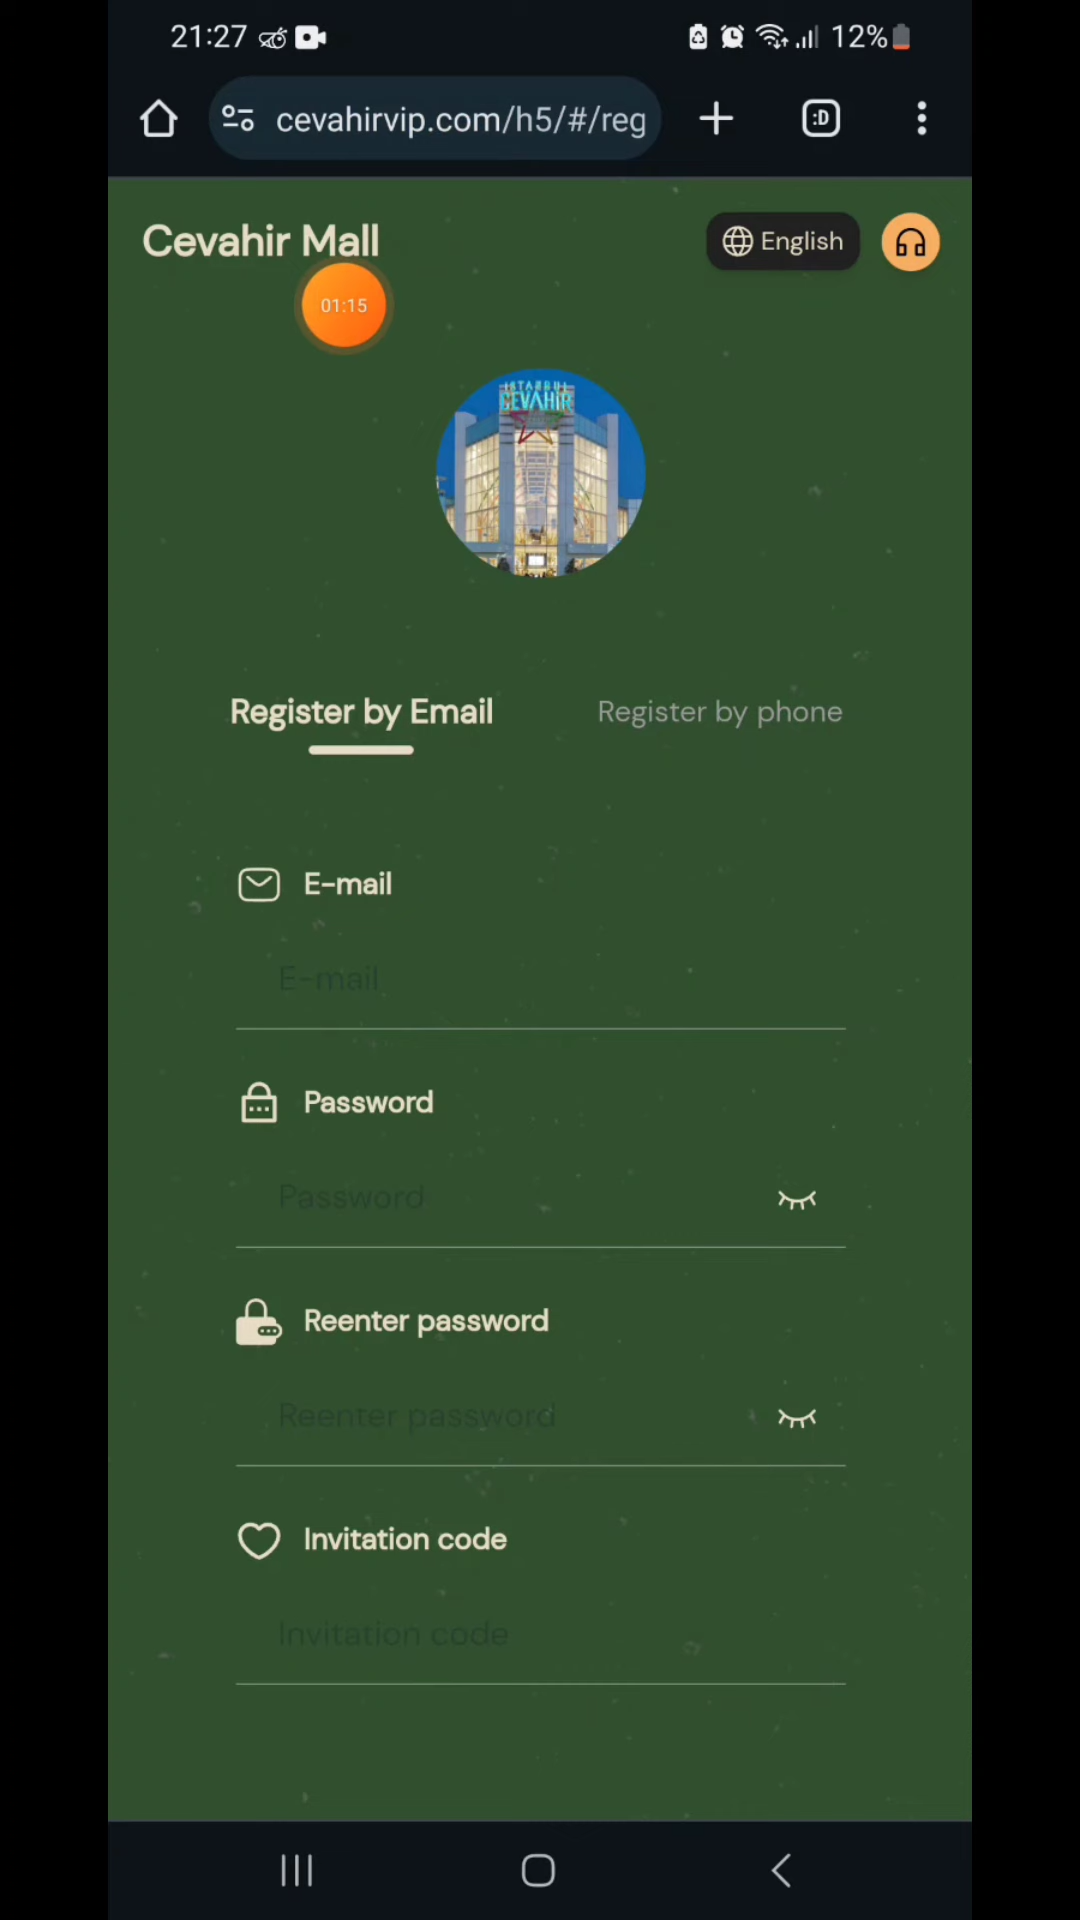 21:27
12%
cevahirvip.com/h5/#/reg
:D
Cevahir Mall
English
01:15
ISTANBUL
CEVAHİR
Register by Email
Register by phone
E-mail
E-mail
Password
Password
Reenter password
Reenter password
Invitation code
Invitation code